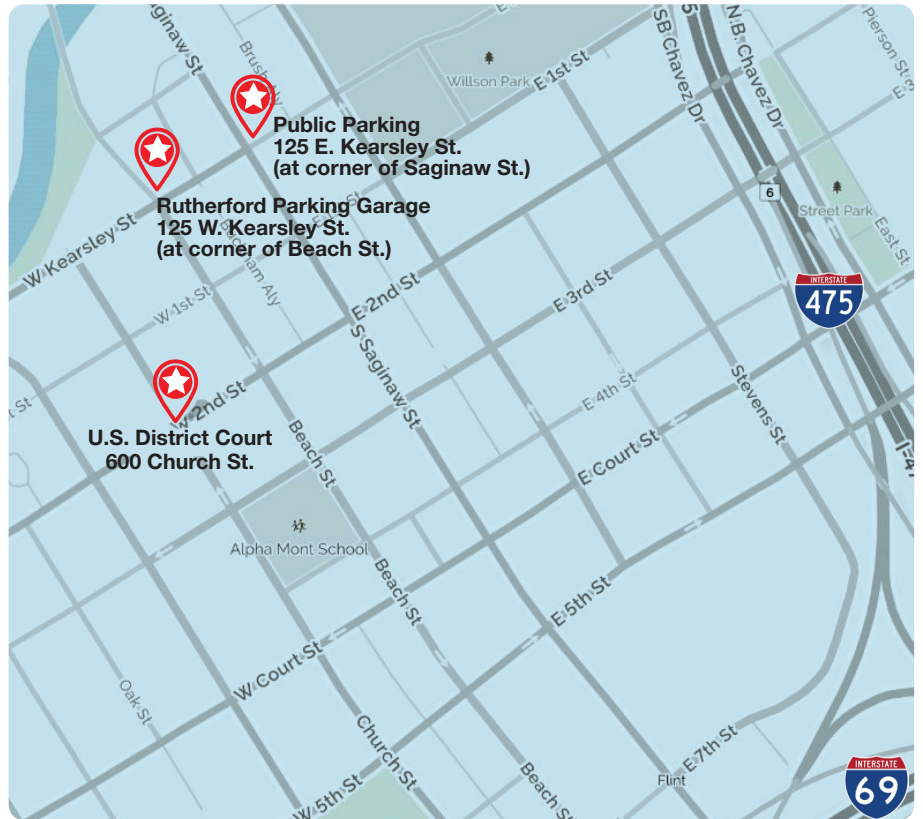 Saginaw St
Willson Park
E 1st St
SB Chavez Dr
N.B. Chavez Dr
Pierson St
Public Parking
125 E. Kearsley St.
(at corner of Saginaw St.)
6
Street Park
East St
Rutherford Parking Garage
125 W. Kearsley St.
(at corner of Beach St.)
W Kearsley St
W 1st St
E 2nd St
E 3rd St
INTERSTATE
475
S Saginaw St
W 2nd St
E 4th St
Stevens St
U.S. District Court
600 Church St.
Beach St
E Court St
Alpha Mont School
Beach St
E 5th St
W Court St
Oak St
Church St
E 7th St
Flint
Beach St
W 5th St
INTERSTATE
69